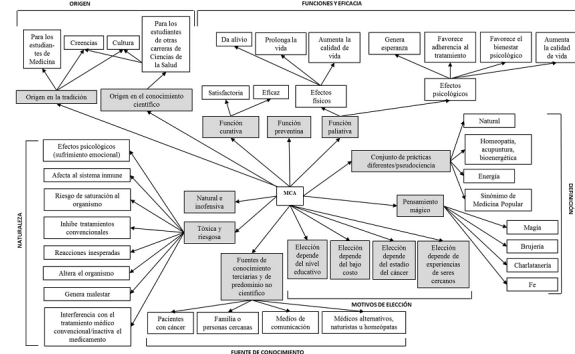 ORIGEN
FUNCIONES Y EFICACIA
Para los
estudian-
tes de
Medicina
Creencias
Cultura
Para los
estudiantes
de otras
carreras de
Ciencias de
la Salud
Origen en la tradición
Origen en el conocimiento
científico
Da alivio
Prolonga la
vida
Aumenta la
calidad de
vida
Genera
esperanza
Favorece
adherencia al
tratamiento
Favorece el
bienestar
psicológico
Aumenta
la calidad
de vida
Satisfactoria
Eficaz
Efectos
físicos
Efectos
psicológicos
Función
curativa
Función
preventina
Función
paliativa
NATURALEZA
Efectos psicológicos
(sufrimiento emocional)
Afecta al sistema inmune
Riesgo de saturación al
organismo
Inhibe tratamientos
convencionales
Reacciones inesperadas
Altera el organismo
Genera malestar
Interferencia con el
tratamiento médico
convencional/inactiva el
medicamento
Natural e
inofensiva
Tóxica y
riesgosa
MCA
Conjunto de prácticas
diferentes/pseudociencia
Pensamiento
mágico
Natural
Homeopatía,
acupuntura,
bioenergética
Energía
Sinónimo de
Medicina Popular
Magia
Brujería
Charlatanería
Fe
DEFINICIÓN
Elección
depende
del nivel
educativo
Elección
depende
del bajo
costo
Elección
depende
del estadio
del cáncer
Elección
depende de
experiencias
de seres
cercanos
MOTIVOS DE ELECCIÓN
Fuentes de
conocimiento
terciarias y de
predominio no
científico
Pacientes
con cáncer
Familia o
personas cercanas
Medios de
comunicación
Médicos alternativos,
naturistas u homeópatas
FUENTE DE CONOCIMIENTO